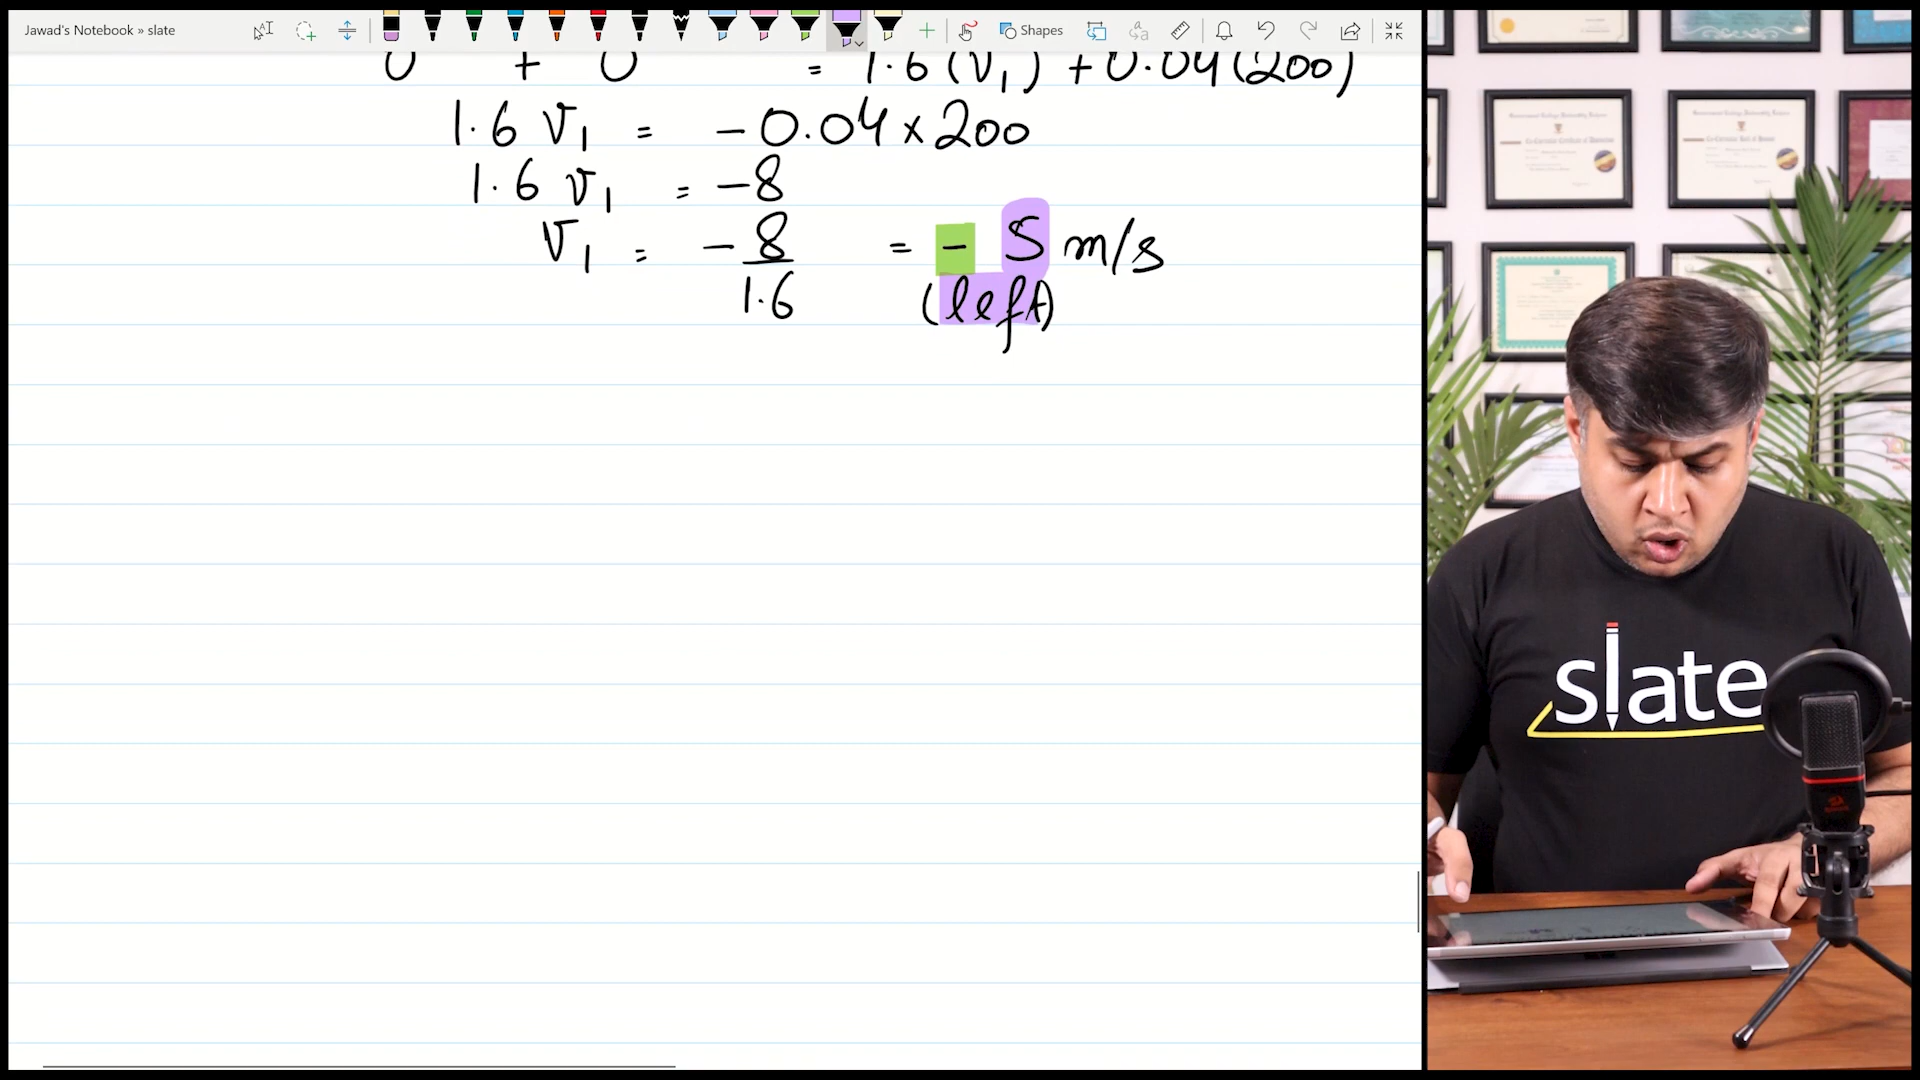 Jawad's Notebook » slate
Shapes
0 + 0 = 1.6 (V₁) + 0.04 (200)
1.6 V₁ = -0.04 × 200
1.6 V₁ = -8
V₁ = -8/1.6 = - 5 m/s
(left)
slate